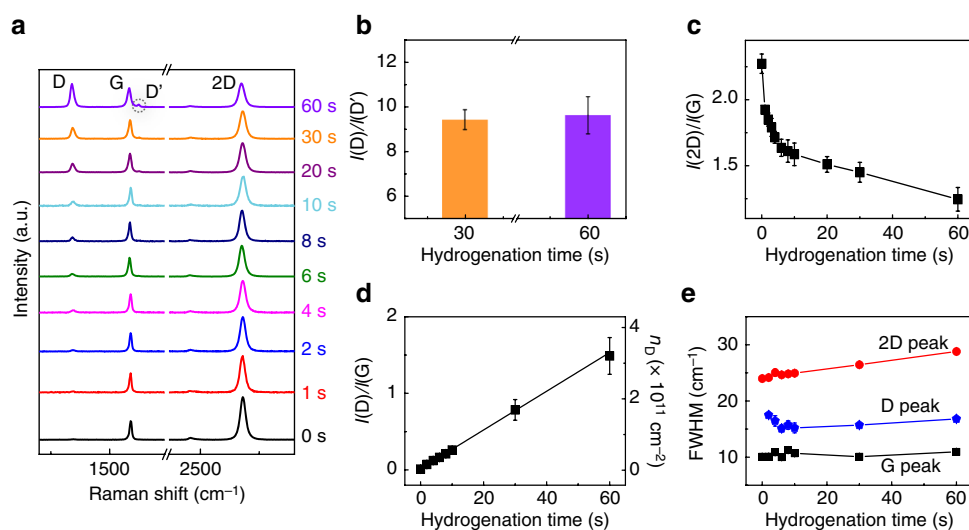 a
D
G
D'
2D
60 s
30 s
20 s
10 s
8 s
6 s
4 s
2 s
1 s
0 s
Intensity (a.u.)
1500
2500
Raman shift (cm⁻¹)
b
I(D)/I(D')
12
10
8
6
30
60
Hydrogenation time (s)
c
I(2D)/I(G)
2.0
1.5
0
20
40
60
Hydrogenation time (s)
d
I(D)/I(G)
2
1
0
n_D (× 10¹¹ cm⁻²)
4
2
0
0
20
40
60
Hydrogenation time (s)
e
FWHM (cm⁻¹)
30
20
10
2D peak
D peak
G peak
0
20
40
60
Hydrogenation time (s)